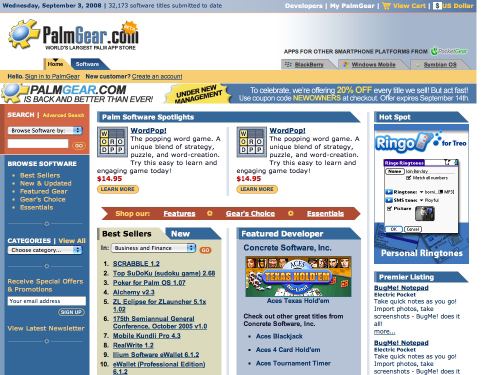 Wednesday, September 3, 2008 | 32,173 software titles submitted to date
Developers | My PalmGear | View Cart | $ US Dollar
PalmGear.com
WORLD'S LARGEST PALM APP STORE
APPS FOR OTHER SMARTPHONE PLATFORMS FROM PocketGear
Home Software BlackBerry Windows Mobile Symbian OS
Hello. Sign in to PalmGear New customer? Create an account
PALMGEAR.COM
IS BACK AND BETTER THAN EVER!
UNDER NEW
MANAGEMENT
To celebrate, we're offering 20% OFF every title we sell! But act fast!
Use coupon code NEWOWNERS at checkout. Offer expires September 14th.
SEARCH | Advanced Search
Browse Software by:
GO
BROWSE SOFTWARE
Best Sellers
New & Updated
Featured Gear
Gear's Choice
Essentials
CATEGORIES | View All
Choose category...
Receive Special Offers
& Promotions
Your email address
SIGN UP
View Latest Newsletter
Palm Software Spotlights
WordPop!
The popping word game. A
unique blend of strategy,
puzzle, and word-creation.
Try this easy to learn and
engaging game today!
$14.95
LEARN MORE
WordPop!
The popping word game. A
unique blend of strategy,
puzzle, and word-creation.
Try this easy to learn and
engaging game today!
$14.95
LEARN MORE
Shop our: Features Gear's Choice Essentials
Best Sellers New
In: Business and Finance GO
1. SCRABBLE 1.2
2. Top SuDoKu (sudoku game) 2.68
3. Poker for Palm OS 1.07
4. Alchemy v2.3
5. ZL Eclipse for ZLauncher 5.1x
1.02
6. 175th Semiannual General
Conference, October 2005 v1.0
7. Mobile Kundli Pro 4.3
8. RealWrite 1.2
9. Ilium Software eWallet 6.1.2
10. eWallet (Professional Edition)
6.1.2
Featured Developer
Concrete Software, Inc.
ACES
TEXAS HOLD'EM
No-Limit
Aces Texas Hold'em
Check out other great titles from
Concrete Software, Inc.
Aces Blackjack
Aces 4 Card Hold'em
Aces Tournament Timer
Hot Spot
Ringo for Treo
Ringo Ringtones
Name
Match all numbers
Ringtone:
SMS tone: Playful
Picture
OK Cancel
Personal Ringtones
Premier Listing
BugMe! Notepad
Electric Pocket
Take quick notes as you go!
Import photos, take
screenshots - BugMe! does it
all!
more...
BugMe! Notepad
Electric Pocket
Take quick notes as you go!
Import photos, take
screenshots - BugMe! does it